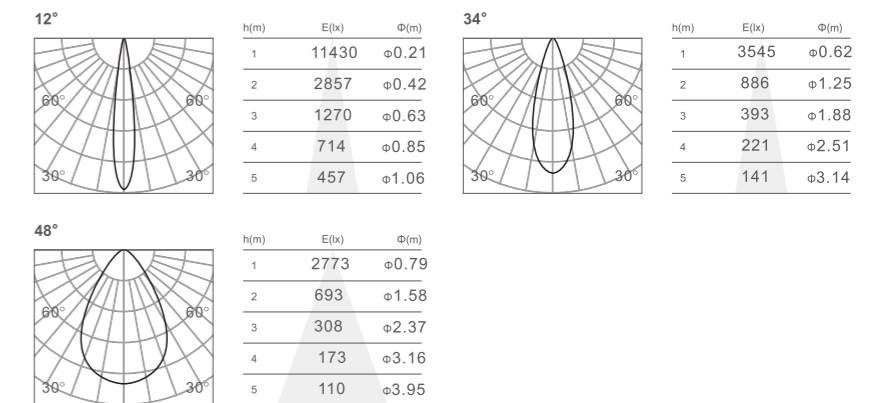 12°
h(m) E(lx) Φ(m)
1 11430 Φ0.21
2 2857 Φ0.42
3 1270 Φ0.63
4 714 Φ0.85
5 457 Φ1.06
60° 60°
30° 30°
34°
h(m) E(lx) Φ(m)
1 3545 Φ0.62
2 886 Φ1.25
3 393 Φ1.88
4 221 Φ2.51
5 141 Φ3.14
60° 60°
30° 30°
48°
h(m) E(lx) Φ(m)
1 2773 Φ0.79
2 693 Φ1.58
3 308 Φ2.37
4 173 Φ3.16
5 110 Φ3.95
60° 60°
30° 30°